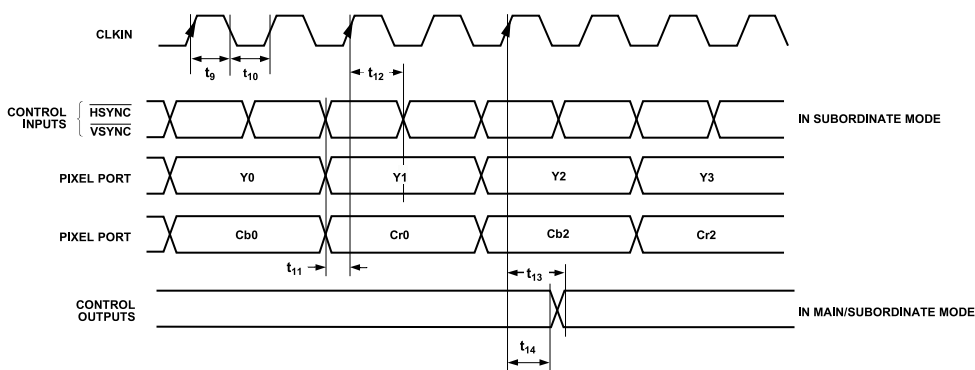 CLKIN
t9
t10
t12
CONTROL INPUTS
HSYNC
VSYNC
IN SUBORDINATE MODE
PIXEL PORT
Y0
Y1
Y2
Y3
PIXEL PORT
Cb0
Cr0
Cb2
Cr2
t11
t13
CONTROL OUTPUTS
IN MAIN/SUBORDINATE MODE
t14